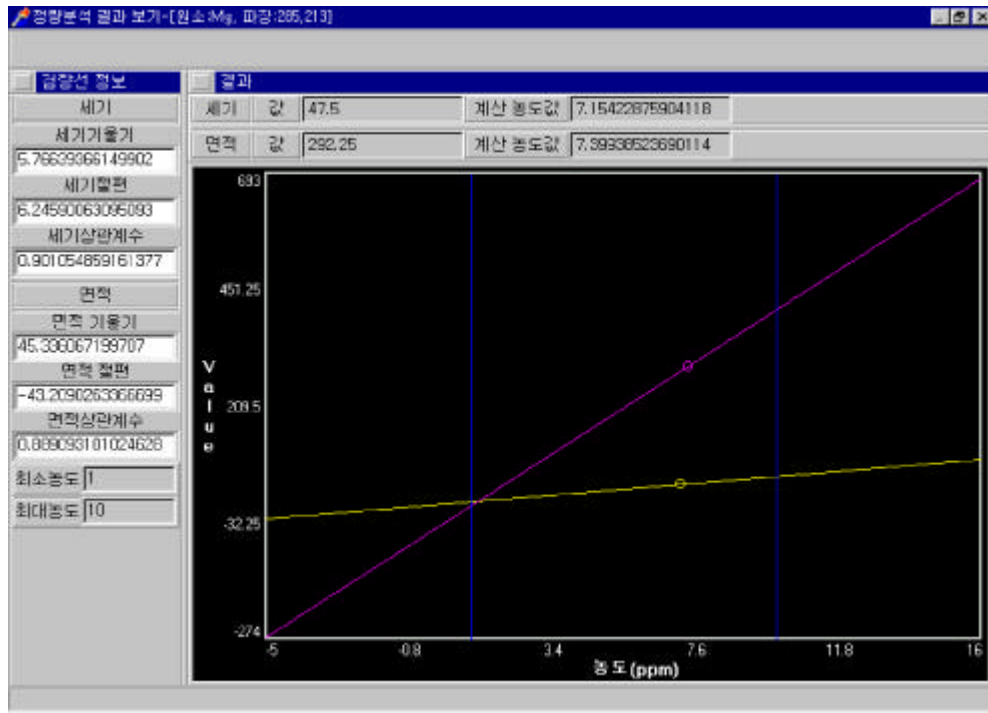 정량분석 결과 보기-[원소:Mg, 파장:285,213]
검량선 정보
세기
세기기울기
5.76639366149902
세기절편
6.24590063095093
세기상관계수
0.901054859161377
면적
면적 기울기
45.336067199707
면적 절편
-43.2090263366699
면적상관계수
0.889093101024628
최소농도 1
최대농도 10
결과
세기 값 47.5 계산 농도값 7.15422875904118
면적 값 292.25 계산 농도값 7.39938523690114
693
451.25
209.5
-32.25
-274
Value
-5 -0.8 3.4 7.6 11.8 16
농도(ppm)